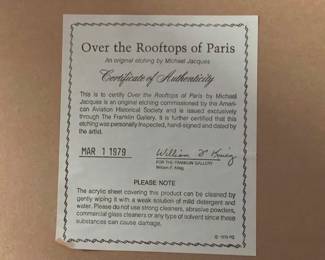 Over the Rooftops of Paris
An original etching by Michael Jacques
Certificate of Authenticity
This is to certify Over the Rooftops of Paris by Michael
Jacques is an original etching commissioned by the Ameri-
can Aviation Historical Society and is issued exclusively
through The Franklin Gallery. It is further certified that this
etching was personally inspected, hand-signed and dated by
the artist.
MAR 1 1979
FOR THE FRANKLIN GALLERY
William F.
PLEASE NOTE
The acrylic sheet covering this product can be cleaned by
gently wiping it with a weak solution of mild detergent and
water. Please do not use strong cleaners, abrasive powders,
commercial glass cleaners or any type of solvent since these
substances can cause damage.